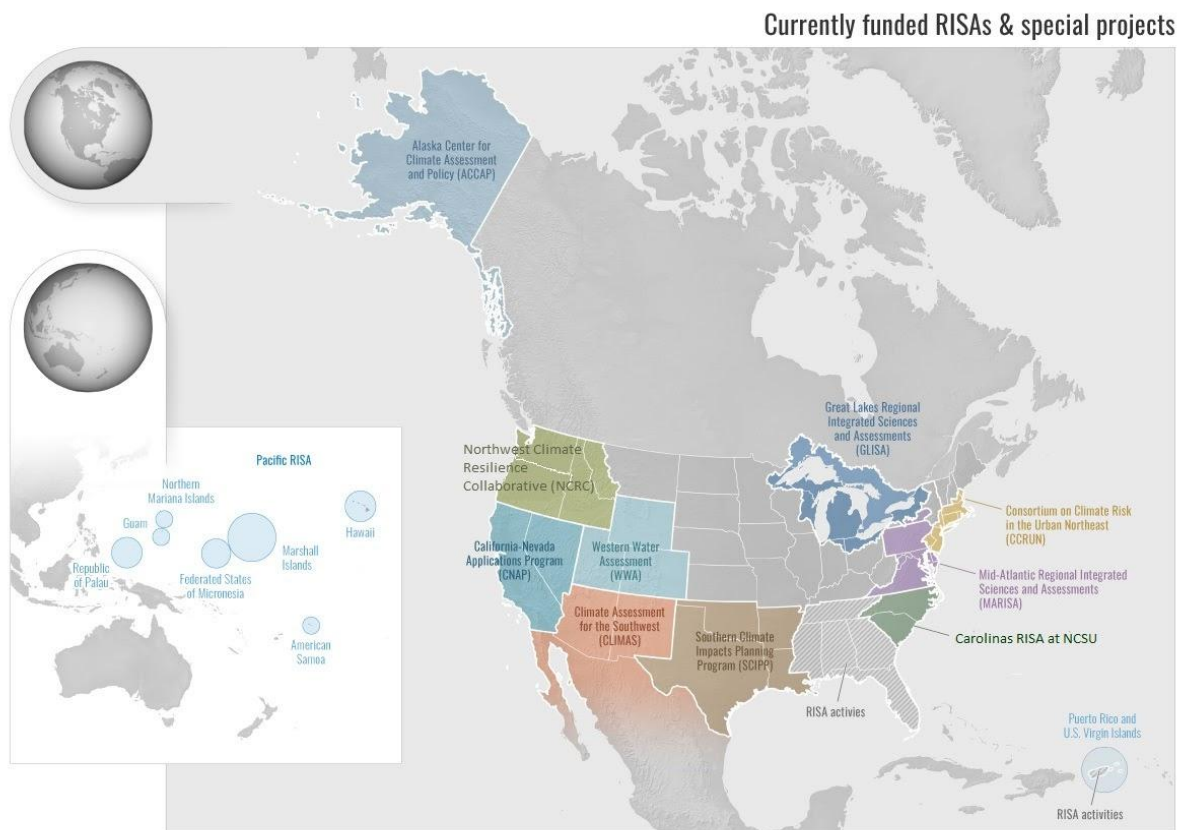 Currently funded RISAs & special projects
Alaska Center for
Climate Assessment
and Policy (ACCAP)
Great Lakes Regional
Integrated Sciences
and Assessments
(GLISA)
Northwest Climate
Resilience
Collaborative (NCRC)
Pacific RISA
Northern
Mariana Islands
Guam
Hawaii
Republic
of Palau
Federated States
of Micronesia
Marshall
Islands
American
Samoa
California-Nevada
Applications Program
(CNAP)
Western Water
Assessment
(WWA)
Consortium on Climate Risk
in the Urban Northeast
(CCRUN)
Mid-Atlantic Regional Integrated
Sciences and Assessments
(MARISA)
Climate Assessment
for the Southwest
(CLIMAS)
Southern Climate
Impacts Planning
Program (SCIPP)
Carolinas RISA at NCSU
RISA activies
Puerto Rico and
U.S. Virgin Islands
RISA activities